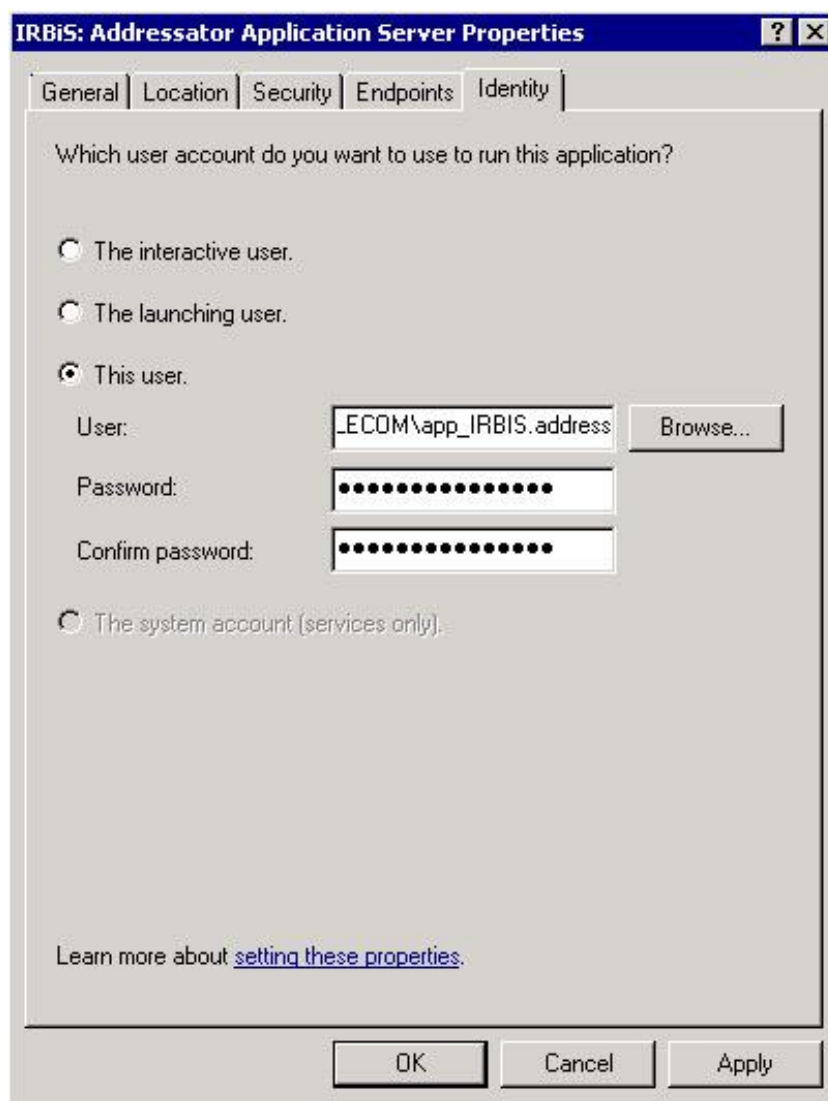 IRBiS: Addressator Application Server Properties
General Location Security Endpoints Identity
Which user account do you want to use to run this application?
The interactive user.
The launching user.
This user.
User: _ECOM\app_IRBIS.address Browse...
Password: ●●●●●●●●●●●●●●●
Confirm password: ●●●●●●●●●●●●●●●
The system account (services only).
Learn more about setting these properties.
OK Cancel Apply